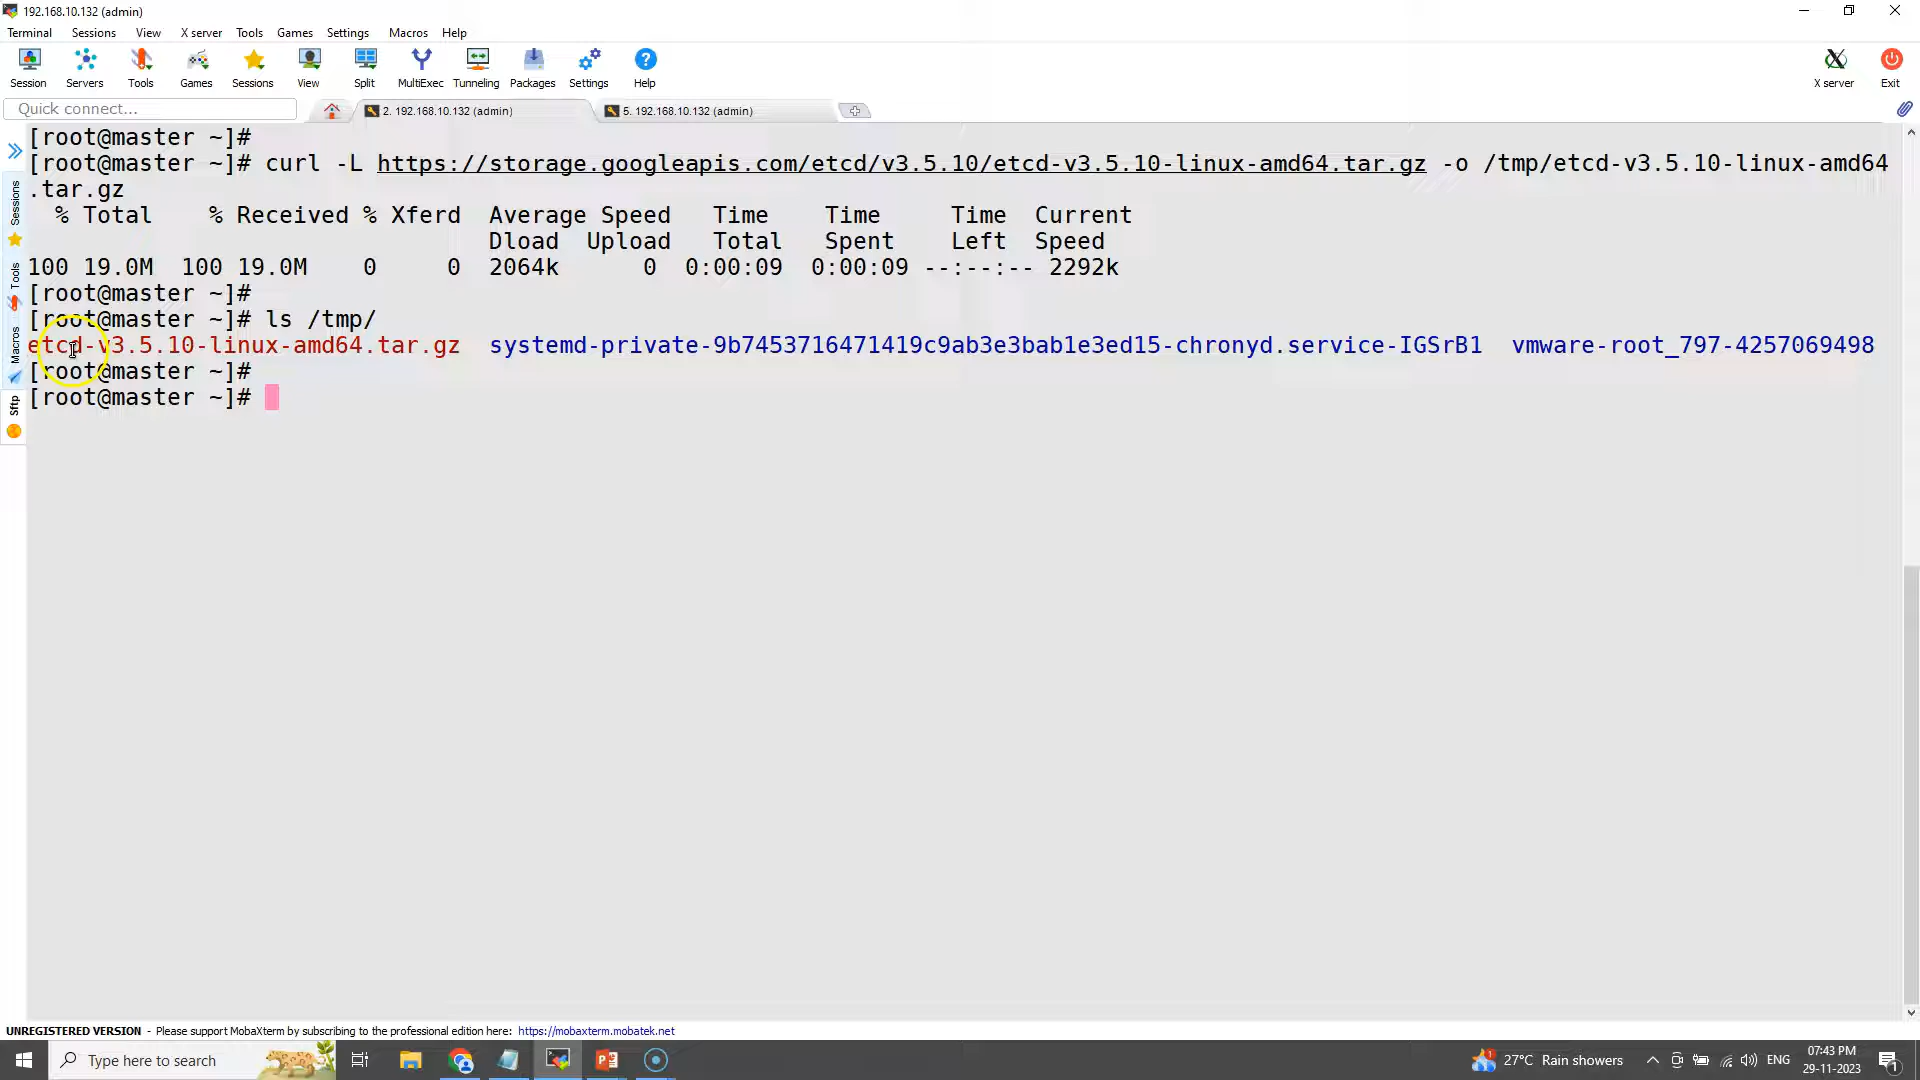 192.168.10.132 (admin)
Terminal Sessions View X server Tools Games Settings Macros Help
Session Servers Tools Games Sessions View Split MultiExec Tunneling Packages Settings Help X server Exit
Quick connect... 2. 192.168.10.132 (admin) 5. 192.168.10.132 (admin)
[root@master ~]#
[root@master ~]# curl -L https://storage.googleapis.com/etcd/v3.5.10/etcd-v3.5.10-linux-amd64.tar.gz -o /tmp/etcd-v3.5.10-linux-amd64
.tar.gz
% Total % Received % Xferd Average Speed Time Time Time Current
Dload Upload Total Spent Left Speed
100 19.0M 100 19.0M 0 0 2064k 0 0:00:09 0:00:09 --:--:-- 2292k
[root@master ~]#
[root@master ~]# ls /tmp/
etcd-v3.5.10-linux-amd64.tar.gz systemd-private-9b7453716471419c9ab3e3bab1e3ed15-chronyd.service-IGSrB1 vmware-root_797-4257069498
[root@master ~]#
[root@master ~]#
Sessions
Tools
Macros
Sftp
UNREGISTERED VERSION - Please support MobaXterm by subscribing to the professional edition here: https://mobaxterm.mobatek.net
Type here to search
27°C Rain showers
ENG
07:43 PM
29-11-2023
1